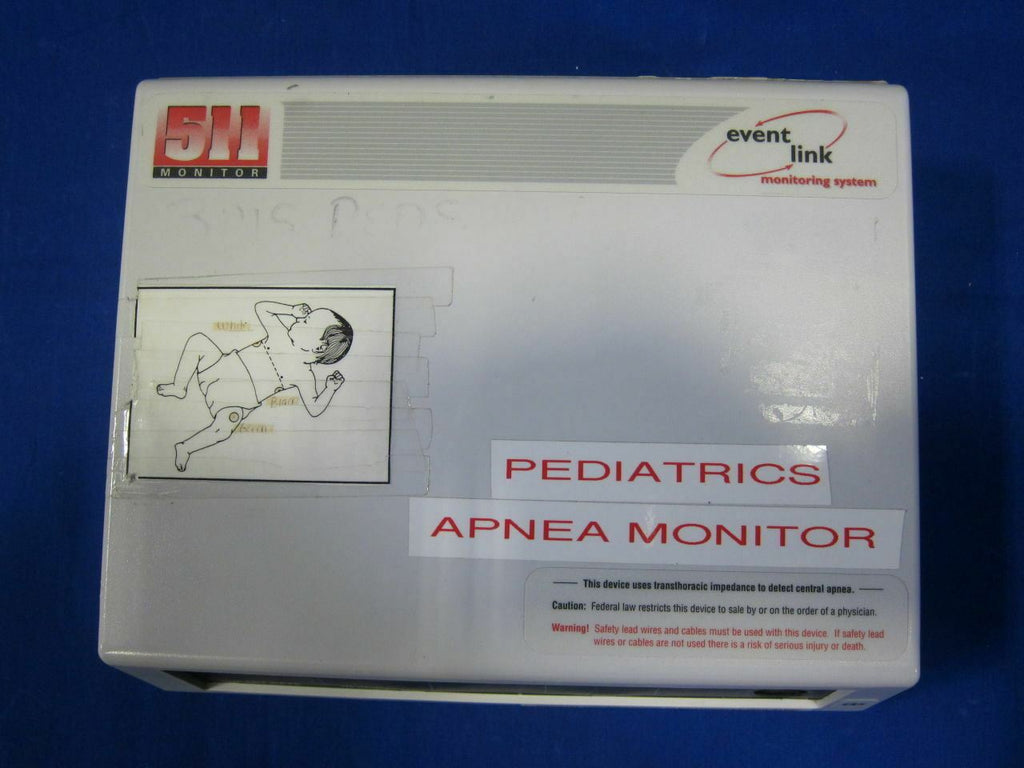 511
MONITOR
event
link
monitoring system
White
Black
PEDIATRICS
APNEA MONITOR
This device uses transthoracic impedance to detect central apnea.
Caution: Federal law restricts this device to sale by or on the order of a physician.
Warning! Safety lead wires and cables must be used with this device. If safety lead
wires or cables are not used there is a risk of serious injury or death.